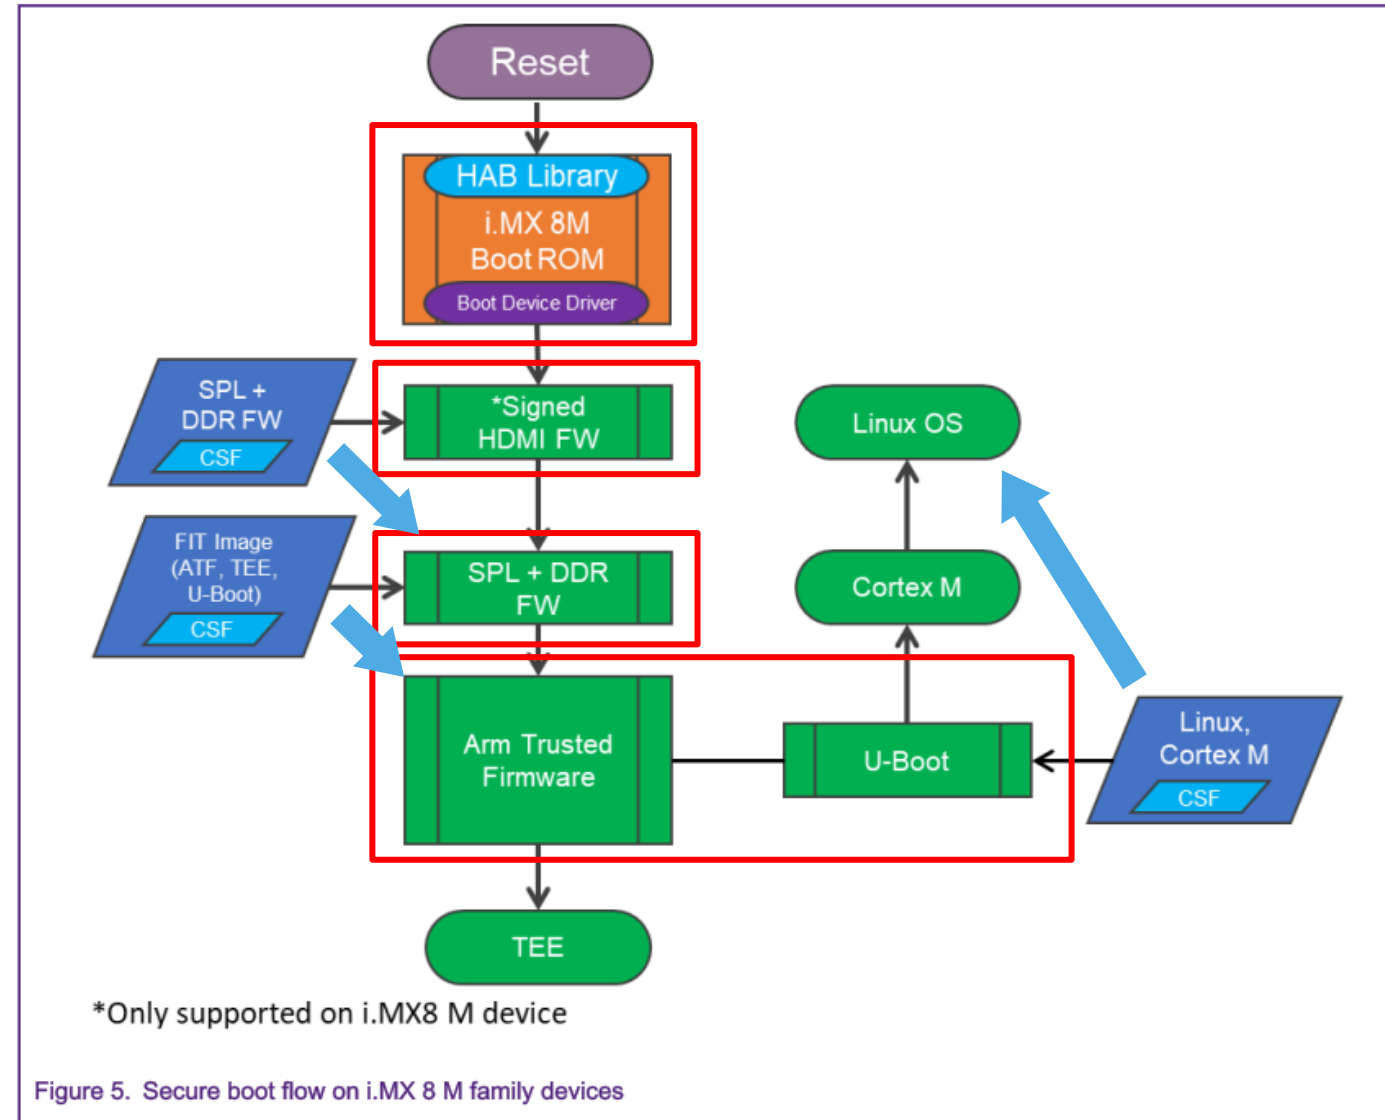 Reset
HAB Library
i.MX 8M
Boot ROM
Boot Device Driver
SPL +
DDR FW
CSF
*Signed
HDMI FW
Linux OS
FIT Image
(ATF, TEE,
U-Boot)
CSF
SPL + DDR
FW
Cortex M
Arm Trusted
Firmware
U-Boot
Linux,
Cortex M
CSF
TEE
*Only supported on i.MX8 M device
Figure 5. Secure boot flow on i.MX 8 M family devices